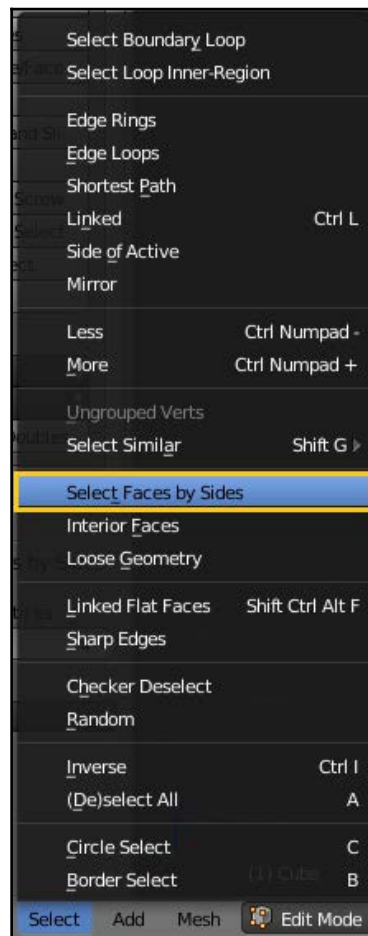 Select Boundary Loop
Select Loop Inner-Region
Edge Rings
Edge Loops
Shortest Path
Linked Ctrl L
Side of Active
Mirror
Less Ctrl Numpad -
More Ctrl Numpad +
Ungrouped Verts
Select Similar Shift G
Select Faces by Sides
Interior Faces
Loose Geometry
Linked Flat Faces Shift Ctrl Alt F
Sharp Edges
Checker Deselect
Random
Inverse Ctrl I
(De)select All A
Circle Select C
Border Select B
(1) Cube
Select Add Mesh Edit Mode